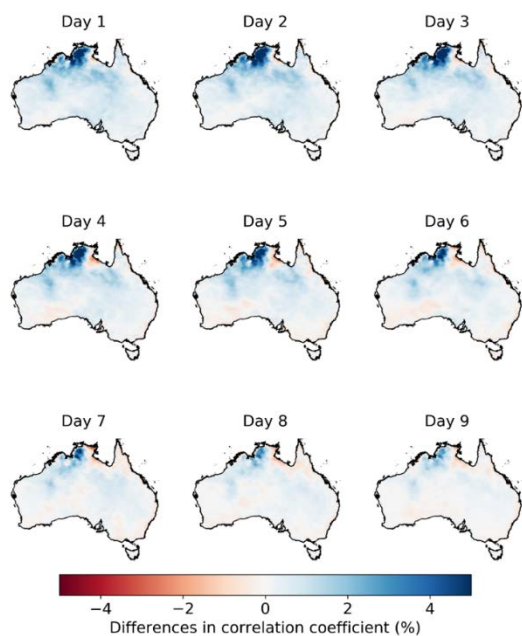 Day 1 Day 2 Day 3
Day 4 Day 5 Day 6
Day 7 Day 8 Day 9
−4 −2 0 2 4
Differences in correlation coefficient (%)